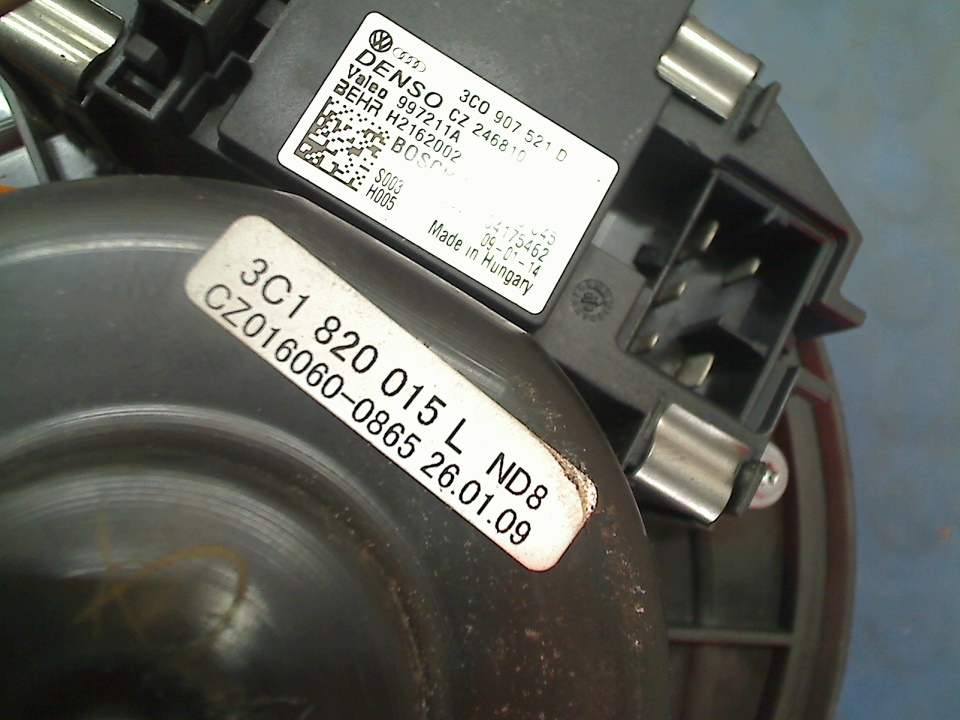 3C0 907 521 D
DENSO CZ 246810
Valeo 997211A
BEHR H2162002
BOSCH
S003
H005
34175462
09-01-14
Made in Hungary
3C1 820 015 L ND8
CZ016060-0865 26.01.09